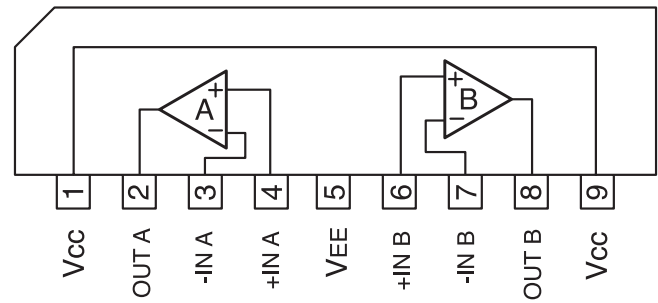 A
+
−
B
+
−
1 2 3 4 5 6 7 8 9
Vcc
OUT A
-IN A
+IN A
VEE
+IN B
-IN B
OUT B
Vcc